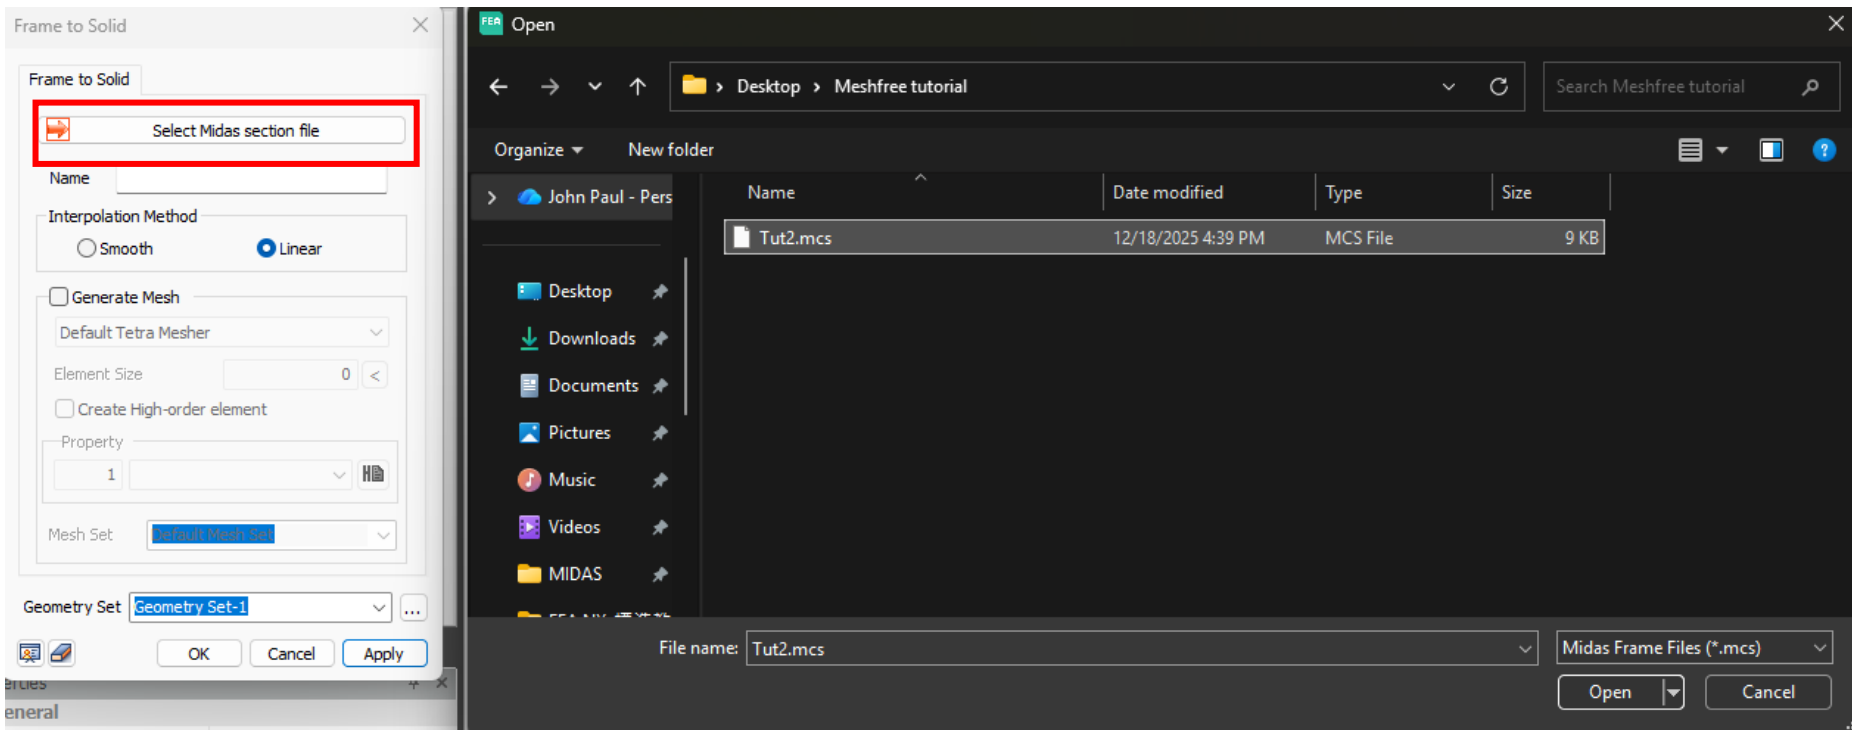 Frame to Solid
Frame to Solid
Select Midas section file
Name
Interpolation Method
Smooth
Linear
Generate Mesh
Default Tetra Mesher
Element Size
0
<
Create High-order element
Property
1
Mesh Set
Default Mesh Set
Geometry Set
Geometry Set-1
...
OK
Cancel
Apply
erties
eneral
FEA
Open
Desktop
Meshfree tutorial
Search Meshfree tutorial
Organize
New folder
?
John Paul - Pers
Name
Date modified
Type
Size
Tut2.mcs
12/18/2025 4:39 PM
MCS File
9 KB
Desktop
Downloads
Documents
Pictures
Music
Videos
MIDAS
File name:
Tut2.mcs
Midas Frame Files (*.mcs)
Open
Cancel